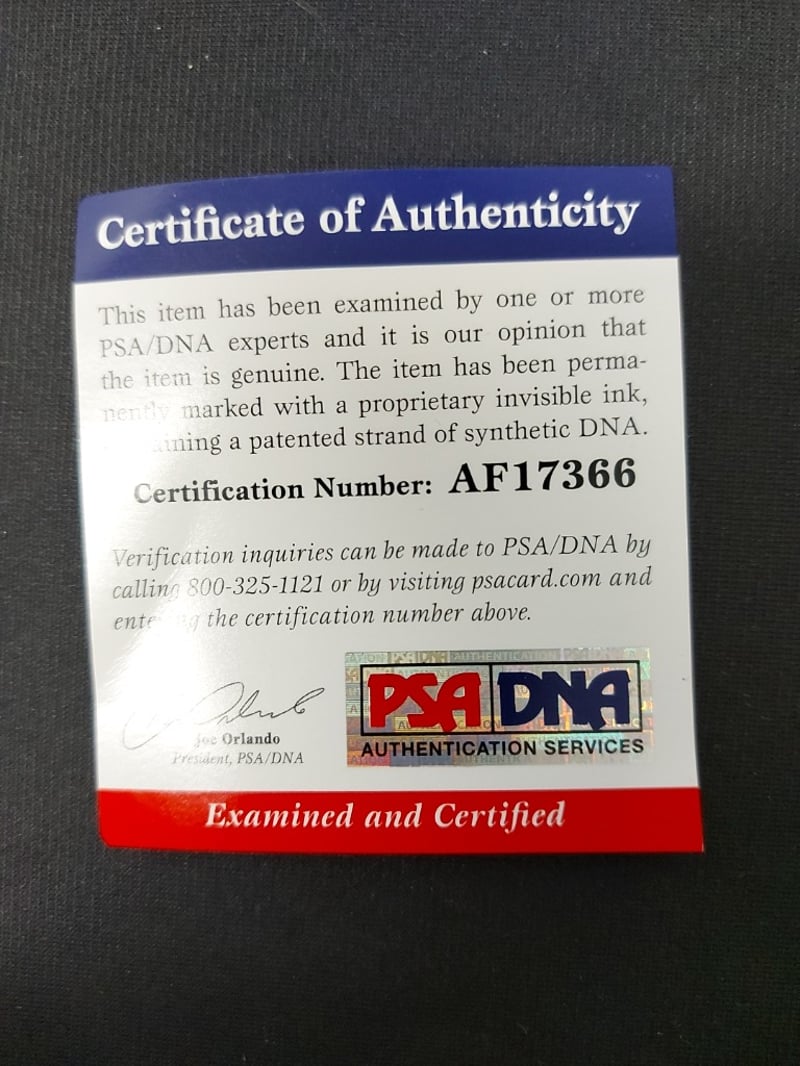 Certificate of Authenticity
This item has been examined by one or more
PSA/DNA experts and it is our opinion that
the item is genuine. The item has been perma-
nently marked with a proprietary invisible ink,
aining a patented strand of synthetic DNA.
Certification Number: AF17366
Verification inquiries can be made to PSA/DNA by
calling 800-325-1121 or by visiting psacard.com and
entering the certification number above.
Joe Orlando
President, PSA/DNA
PSA DNA
AUTHENTICATION SERVICES
Examined and Certified